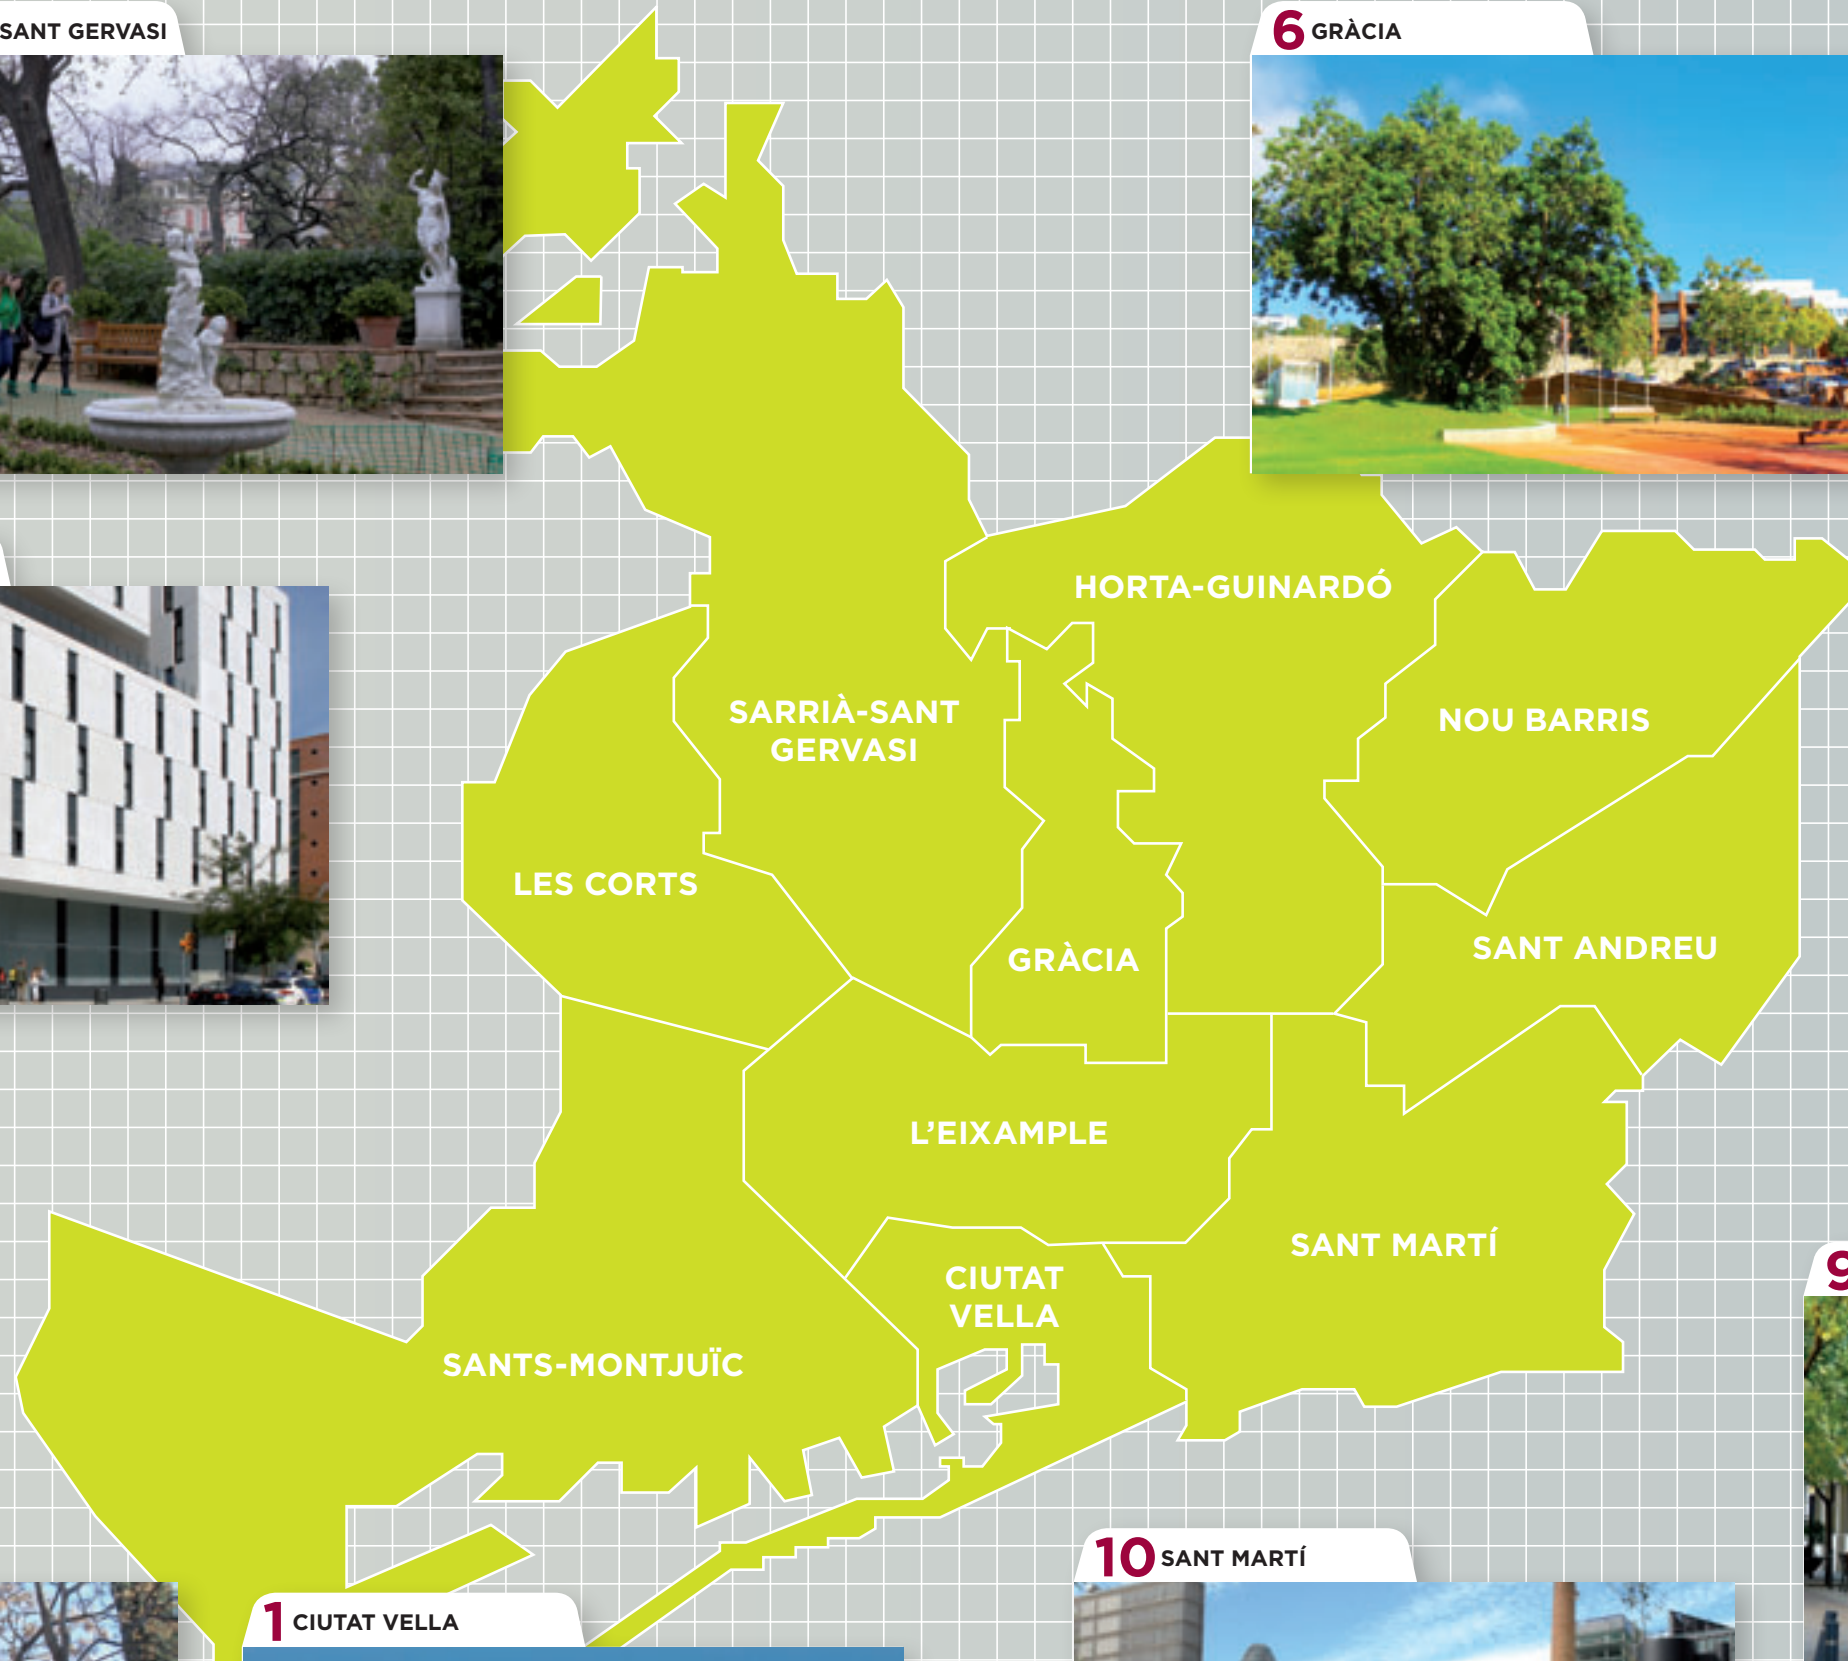 SANT GERVASI
6 GRÀCIA
HORTA-GUINARDÓ
SARRIÀ-SANT
GERVASI
NOU BARRIS
LES CORTS
GRÀCIA
SANT ANDREU
L'EIXAMPLE
SANT MARTÍ
CIUTAT
VELLA
SANTS-MONTJUÏC
9
10 SANT MARTÍ
1 CIUTAT VELLA